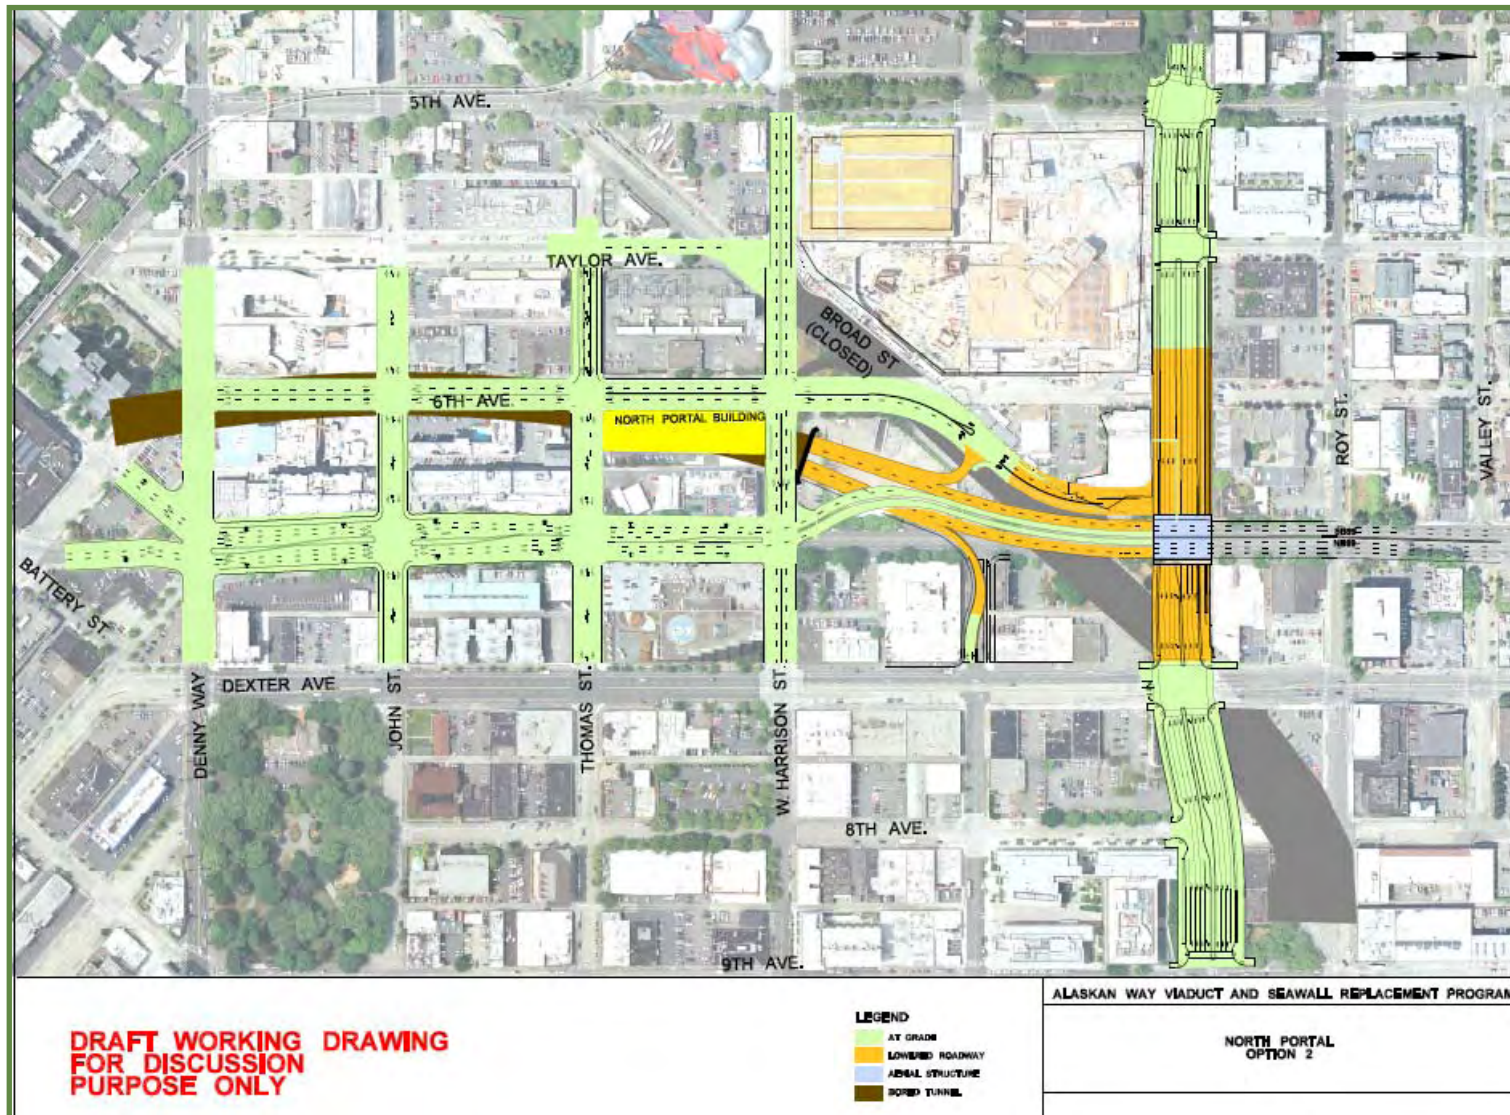 5TH AVE.
TAYLOR AVE.
BROAD ST
(CLOSED)
6TH AVE.
NORTH PORTAL BUILDING
ROY ST.
VALLEY ST.
BATTERY ST
DENNY WAY
DEXTER AVE
JOHN ST.
THOMAS ST.
W. HARRISON ST.
8TH AVE.
9TH AVE.
DRAFT WORKING DRAWING
FOR DISCUSSION
PURPOSE ONLY
LEGEND
AT GRADE
LOWERED ROADWAY
AERIAL STRUCTURE
BORED TUNNEL
ALASKAN WAY VIADUCT AND SEAWALL REPLACEMENT PROGRAM
NORTH PORTAL
OPTION 2